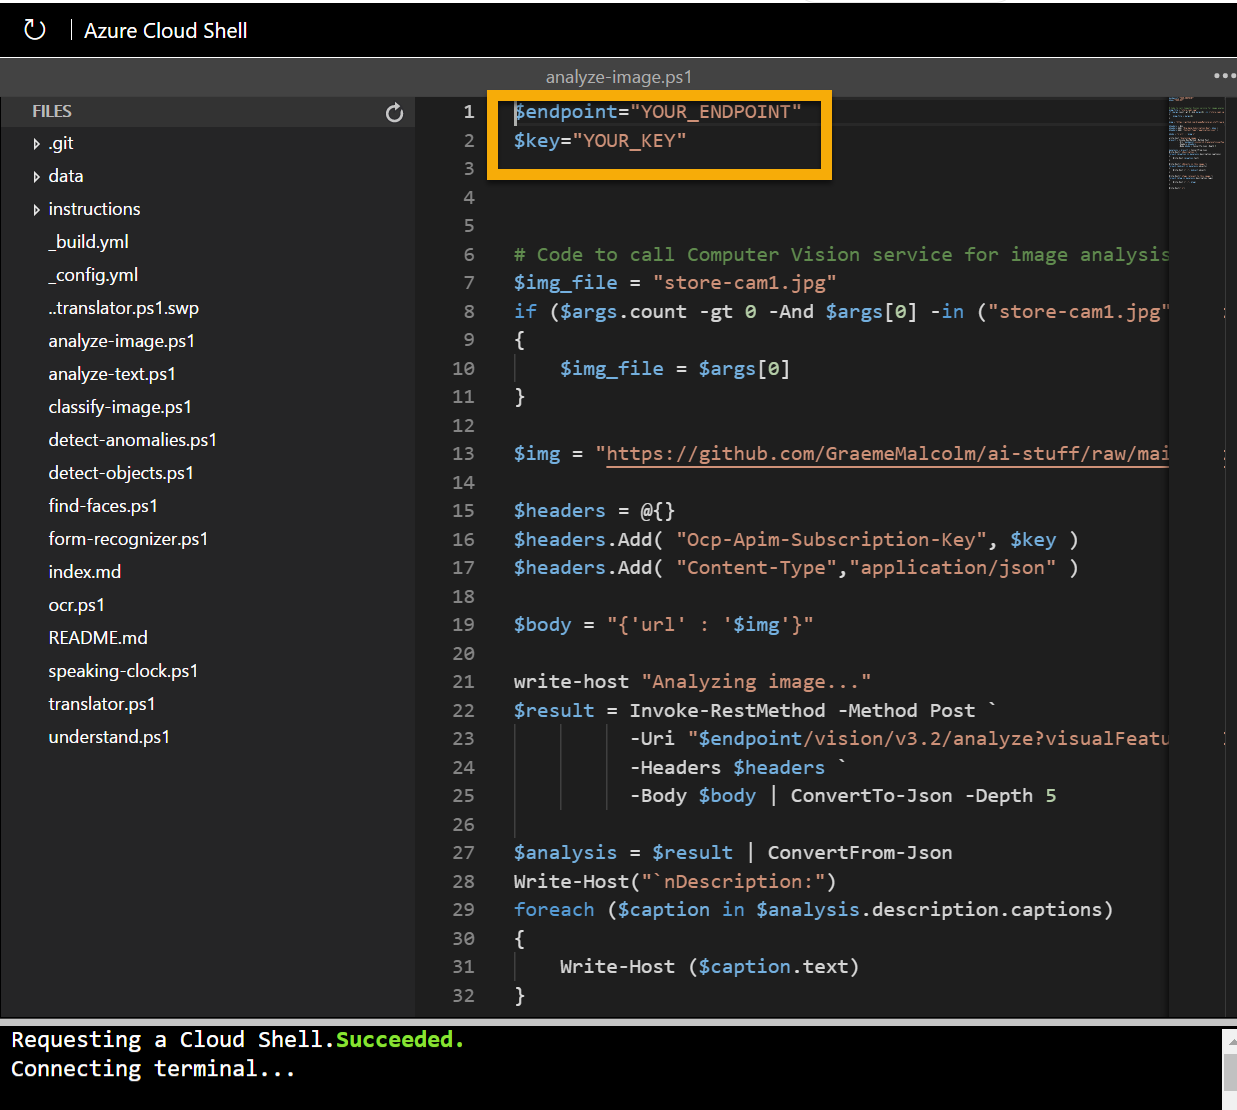 Azure Cloud Shell
analyze-image.ps1
FILES
.git
data
instructions
_build.yml
_config.yml
..translator.ps1.swp
analyze-image.ps1
analyze-text.ps1
classify-image.ps1
detect-anomalies.ps1
detect-objects.ps1
find-faces.ps1
form-recognizer.ps1
index.md
ocr.ps1
README.md
speaking-clock.ps1
translator.ps1
understand.ps1
1 $endpoint="YOUR_ENDPOINT"
2 $key="YOUR_KEY"
3
4
5
6 # Code to call Computer Vision service for image analysis
7 $img_file = "store-cam1.jpg"
8 if ($args.count -gt 0 -And $args[0] -in ("store-cam1.jpg"
9 {
10 $img_file = $args[0]
11 }
12
13 $img = "https://github.com/GraemeMalcolm/ai-stuff/raw/mai
14
15 $headers = @{}
16 $headers.Add( "Ocp-Apim-Subscription-Key", $key )
17 $headers.Add( "Content-Type","application/json" )
18
19 $body = "{'url' : '$img'}"
20
21 write-host "Analyzing image..."
22 $result = Invoke-RestMethod -Method Post `
23 -Uri "$endpoint/vision/v3.2/analyze?visualFeatu
24 -Headers $headers `
25 -Body $body | ConvertTo-Json -Depth 5
26
27 $analysis = $result | ConvertFrom-Json
28 Write-Host("`nDescription:")
29 foreach ($caption in $analysis.description.captions)
30 {
31 Write-Host ($caption.text)
32 }
Requesting a Cloud Shell.Succeeded.
Connecting terminal...